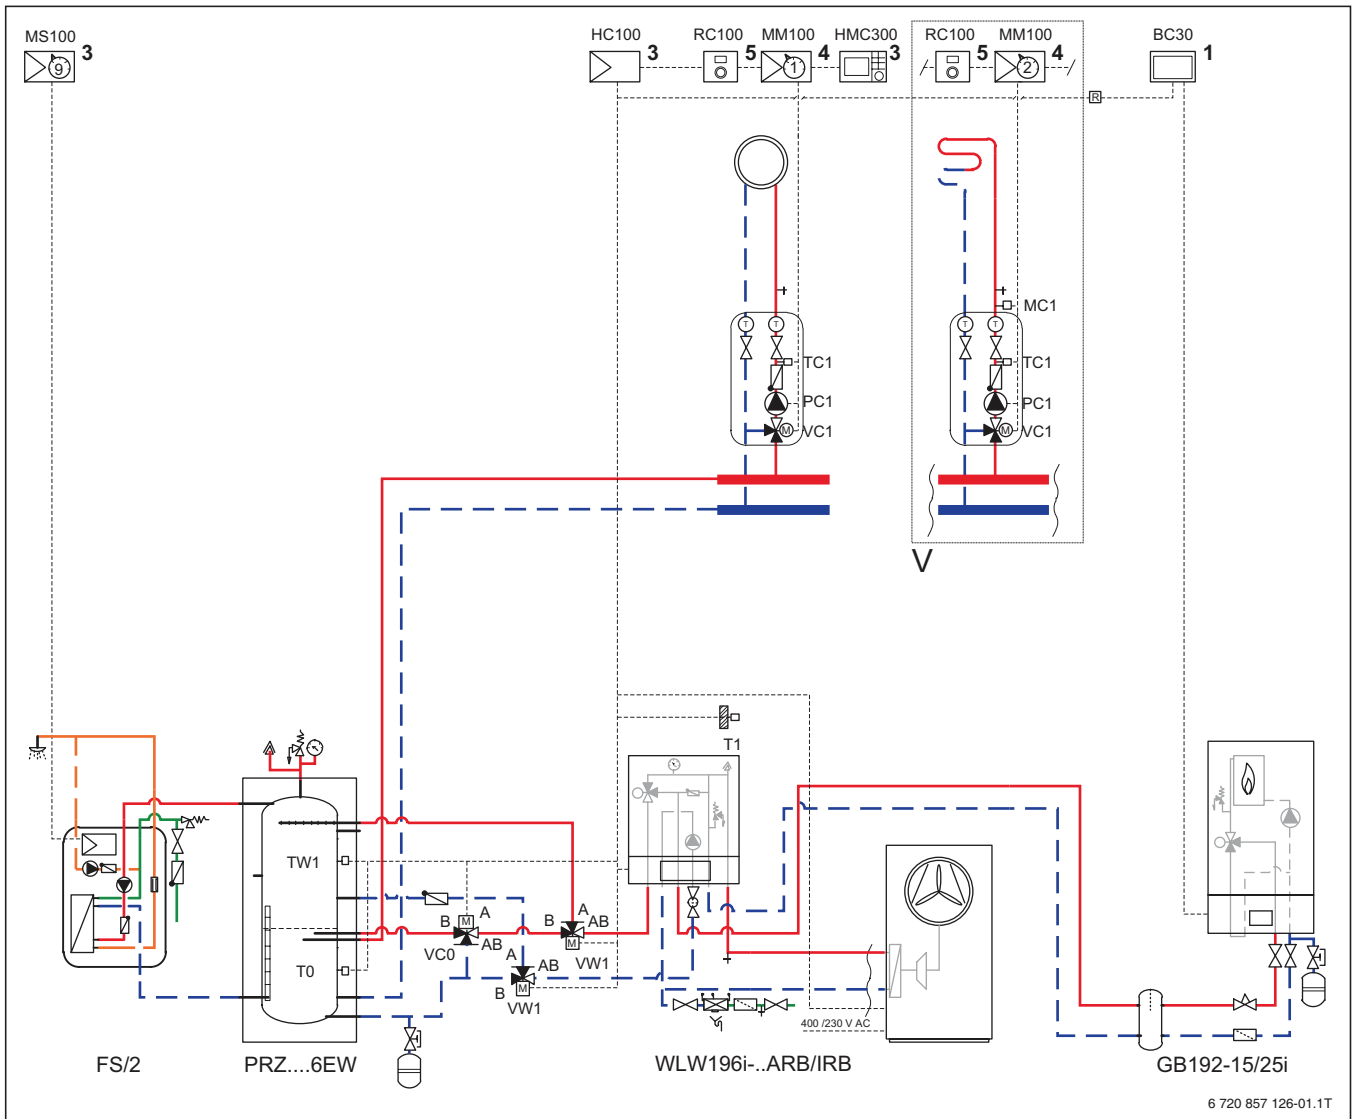 MS100
3
9
HC100
3
RC100
5
MM100
4
1
HMC300
3
RC100
5
MM100
4
2
BC30
1
R
T
T
TC1
PC1
M
VC1
T
T
MC1
TC1
PC1
M
VC1
V
T1
TW1
T0
A
B
M
AB
VC0
A
B
AB
M
VW1
A
AB
B
M
VW1
400 /230 V AC
FS/2
PRZ....6EW
WLW196i-..ARB/IRB
GB192-15/25i
6 720 857 126-01.1T